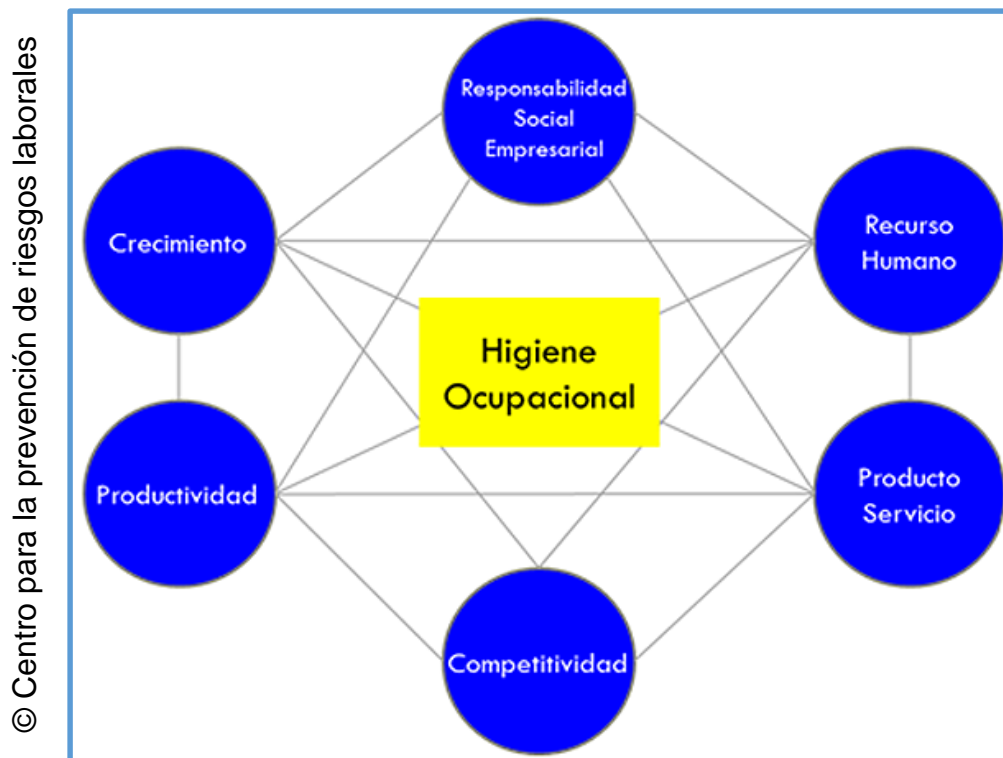 © Centro para la prevención de riesgos laborales
Responsabilidad
Social
Empresarial
Crecimiento
Recurso
Humano
Higiene
Ocupacional
Productividad
Producto
Servicio
Competitividad